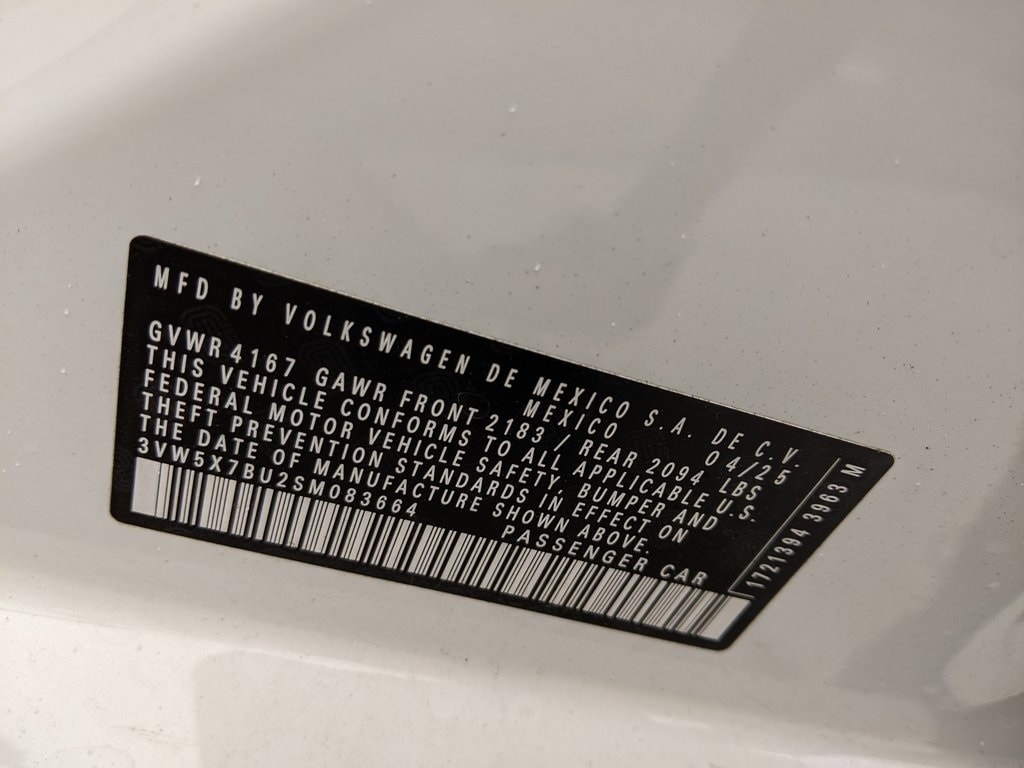 MFD BY VOLKSWAGEN DE MEXICO S.A. DE C.V.
MEXICO 04/25
GVWR 4167 GAWR FRONT 2183 / REAR 2094 LBS
THIS VEHICLE CONFORMS TO ALL APPLICABLE U.S.
FEDERAL MOTOR VEHICLE SAFETY, BUMPER AND
THEFT PREVENTION STANDARDS IN EFFECT ON
THE DATE OF MANUFACTURE SHOWN ABOVE.
3VW5X7BU2SM083664 PASSENGER CAR
1721394 3963 M